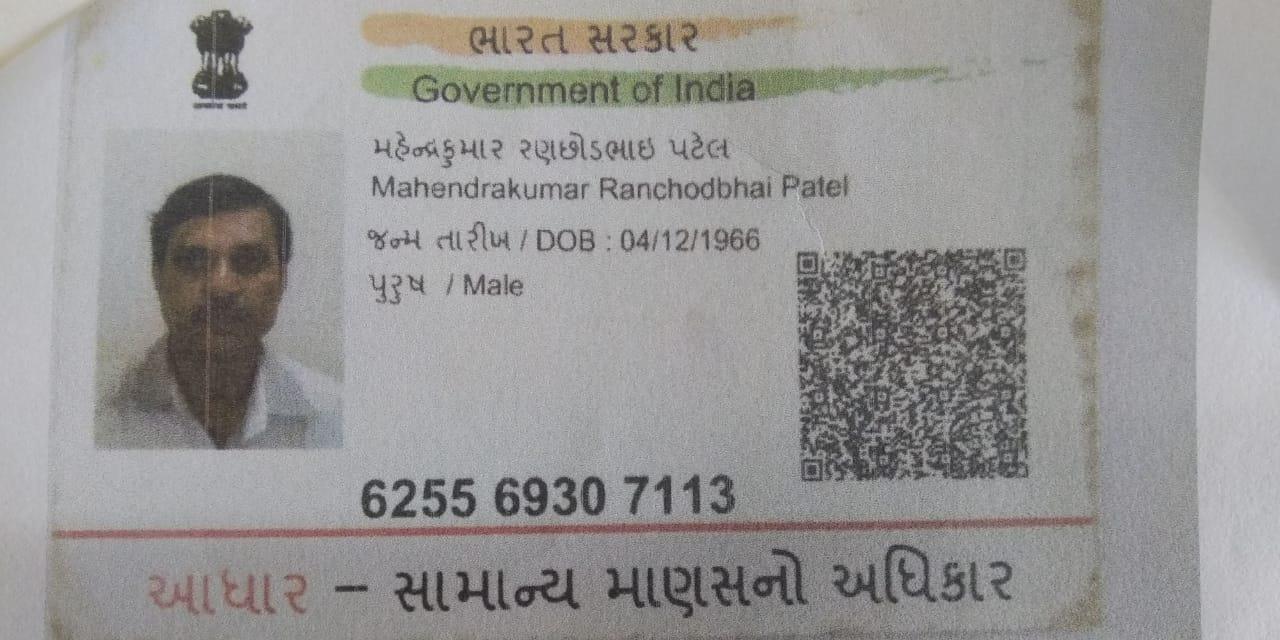 ભારત સરકાર
Government of India
મહેન્દ્રકુમાર રણછોડભાઇ પટેલ
Mahendrakumar Ranchodbhai Patel
જન્મ તારીખ / DOB : 04/12/1966
પુરુષ / Male
6255 6930 7113
આધાર – સામાન્ય માણસનો અધિકાર